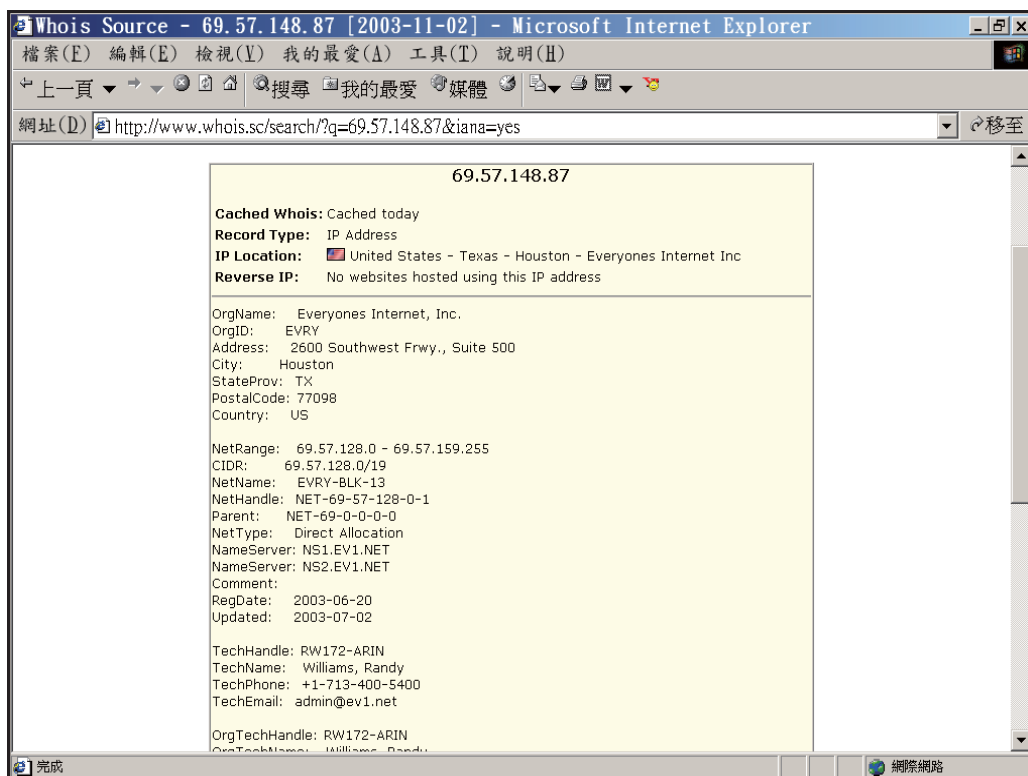 Whois Source - 69.57.148.87 [2003-11-02] - Microsoft Internet Explorer
檔案(F) 編輯(E) 檢視(V) 我的最愛(A) 工具(T) 說明(H)
上一頁 搜尋 我的最愛 媒體
網址(D) http://www.whois.sc/search/?q=69.57.148.87&iana=yes 移至
69.57.148.87
Cached Whois: Cached today
Record Type: IP Address
IP Location: United States - Texas - Houston - Everyones Internet Inc
Reverse IP: No websites hosted using this IP address
OrgName: Everyones Internet, Inc.
OrgID: EVRY
Address: 2600 Southwest Frwy., Suite 500
City: Houston
StateProv: TX
PostalCode: 77098
Country: US
NetRange: 69.57.128.0 - 69.57.159.255
CIDR: 69.57.128.0/19
NetName: EVRY-BLK-13
NetHandle: NET-69-57-128-0-1
Parent: NET-69-0-0-0-0
NetType: Direct Allocation
NameServer: NS1.EV1.NET
NameServer: NS2.EV1.NET
Comment:
RegDate: 2003-06-20
Updated: 2003-07-02
TechHandle: RW172-ARIN
TechName: Williams, Randy
TechPhone: +1-713-400-5400
TechEmail: admin@ev1.net
OrgTechHandle: RW172-ARIN
OrgTechName: Williams, Randy
完成 網際網路